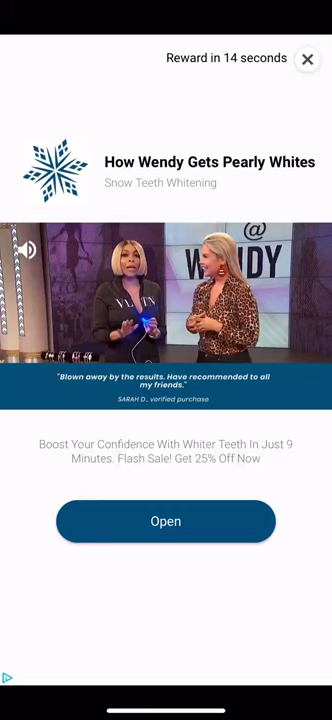 Reward in 14 seconds
How Wendy Gets Pearly Whites
Snow Teeth Whitening
@
WENDY
"Blown away by the results. Have recommended to all
my friends."
SARAH D., verified purchase
Boost Your Confidence With Whiter Teeth In Just 9
Minutes. Flash Sale! Get 25% Off Now
Open